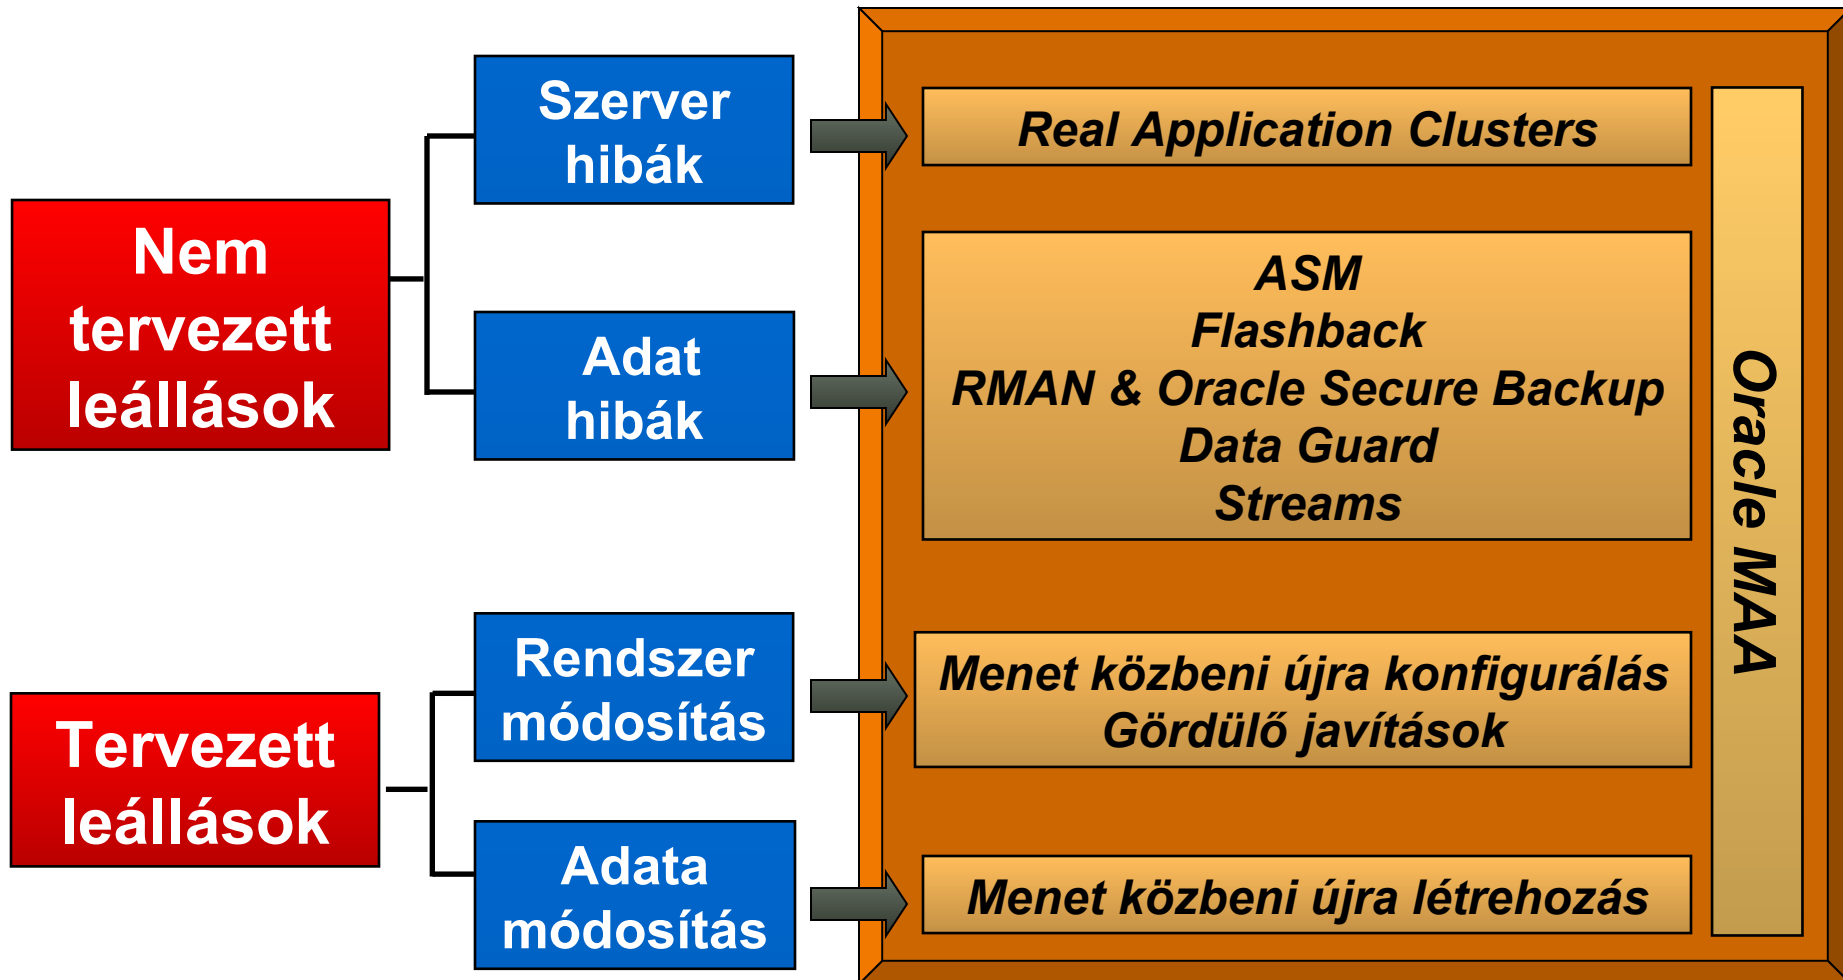 Nem
tervezett
leállások
Szerver
hibák
Real Application Clusters
Adat
hibák
ASM
Flashback
RMAN & Oracle Secure Backup
Data Guard
Streams
Tervezett
leállások
Rendszer
módosítás
Menet közbeni újra konfigurálás
Gördülő javítások
Adata
módosítás
Menet közbeni újra létrehozás
Oracle MAA